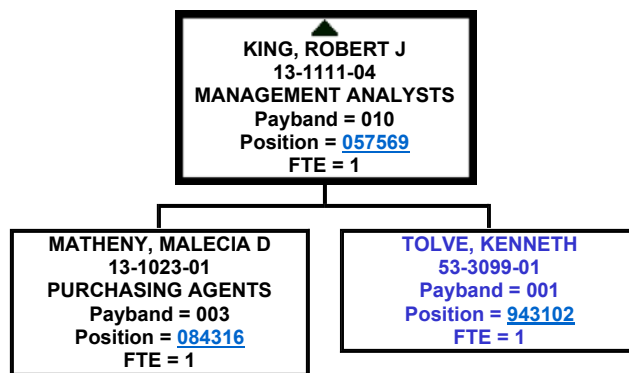 KING, ROBERT J
13-1111-04
MANAGEMENT ANALYSTS
Payband = 010
Position = 057569
FTE = 1
MATHENY, MALECIA D
13-1023-01
PURCHASING AGENTS
Payband = 003
Position = 084316
FTE = 1
TOLVE, KENNETH
53-3099-01
Payband = 001
Position = 943102
FTE = 1